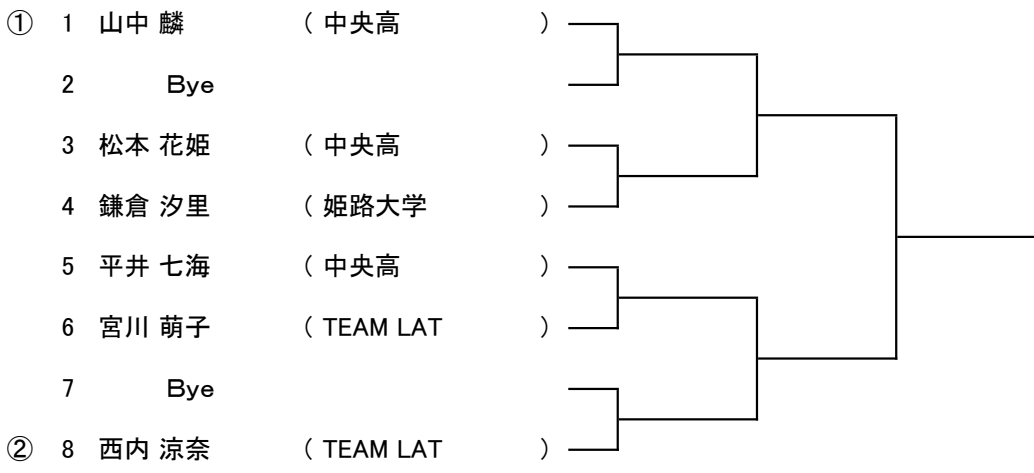 ① 1 山中 麟 ( 中央高 )
2 Bye
3 松本 花姫 ( 中央高 )
4 鎌倉 汐里 ( 姫路大学 )
5 平井 七海 ( 中央高 )
6 宮川 萌子 ( TEAM LAT )
7 Bye
② 8 西内 涼奈 ( TEAM LAT )